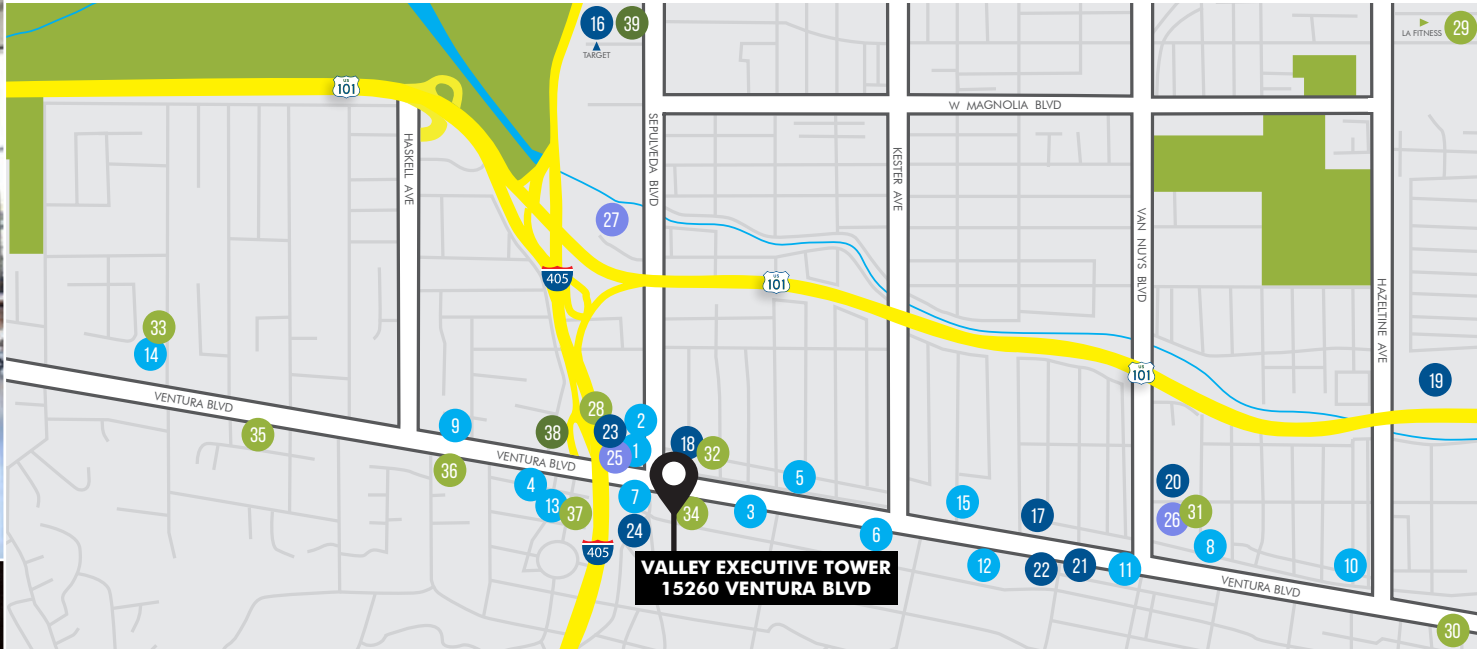 16
39
TARGET
29
LA FITNESS
US
101
W MAGNOLIA BLVD
HASKELL AVE
SEPULVEDA BLVD
KESTER AVE
27
VAN NUYS BLVD
405
US
101
HAZELTINE AVE
33
14
US
101
19
VENTURA BLVD
35
9
38
28
23
2
1
25
18
32
36
VENTURA BLVD
4
13
37
7
24
34
3
5
6
15
17
20
26
31
8
12
22
21
11
10
405
VALLEY EXECUTIVE TOWER
15260 VENTURA BLVD
VENTURA BLVD
30